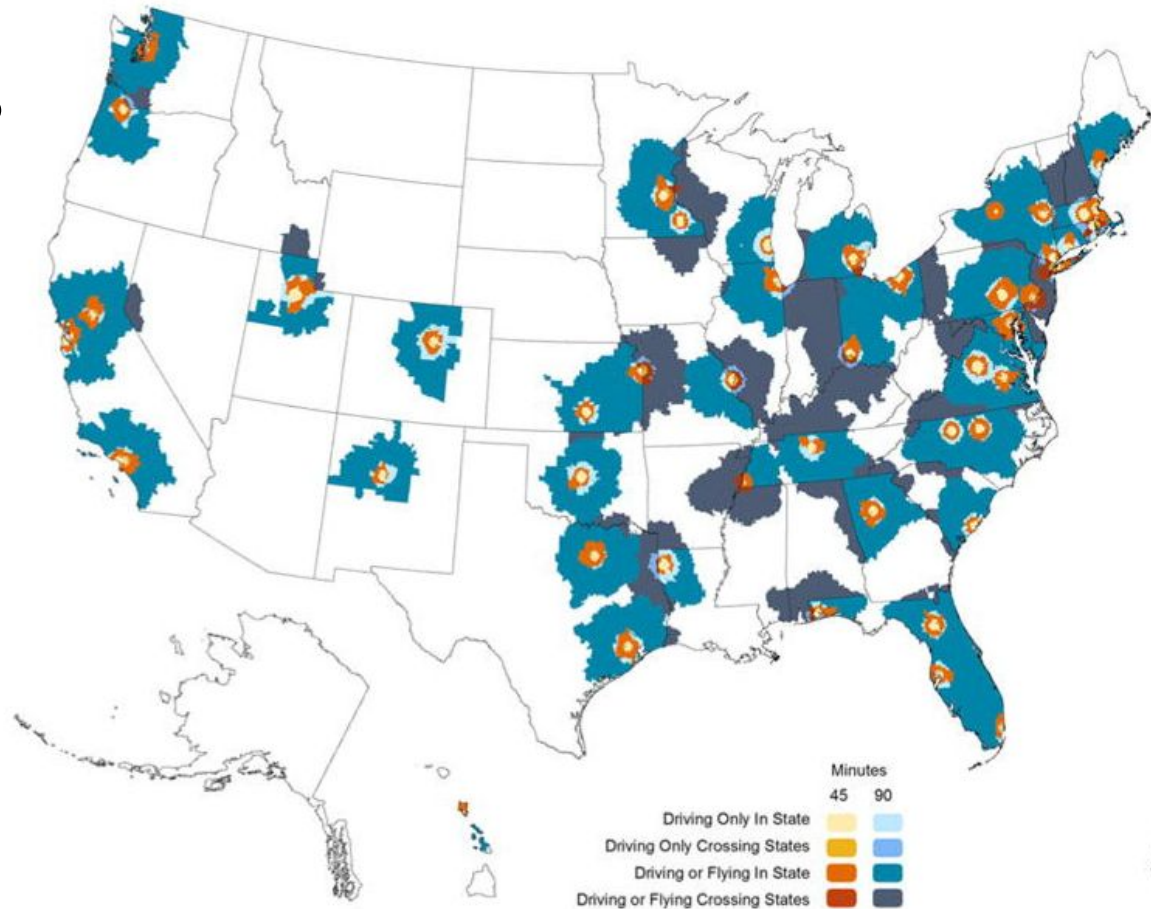 Minutes
45 90
Driving Only In State
Driving Only Crossing States
Driving or Flying In State
Driving or Flying Crossing States